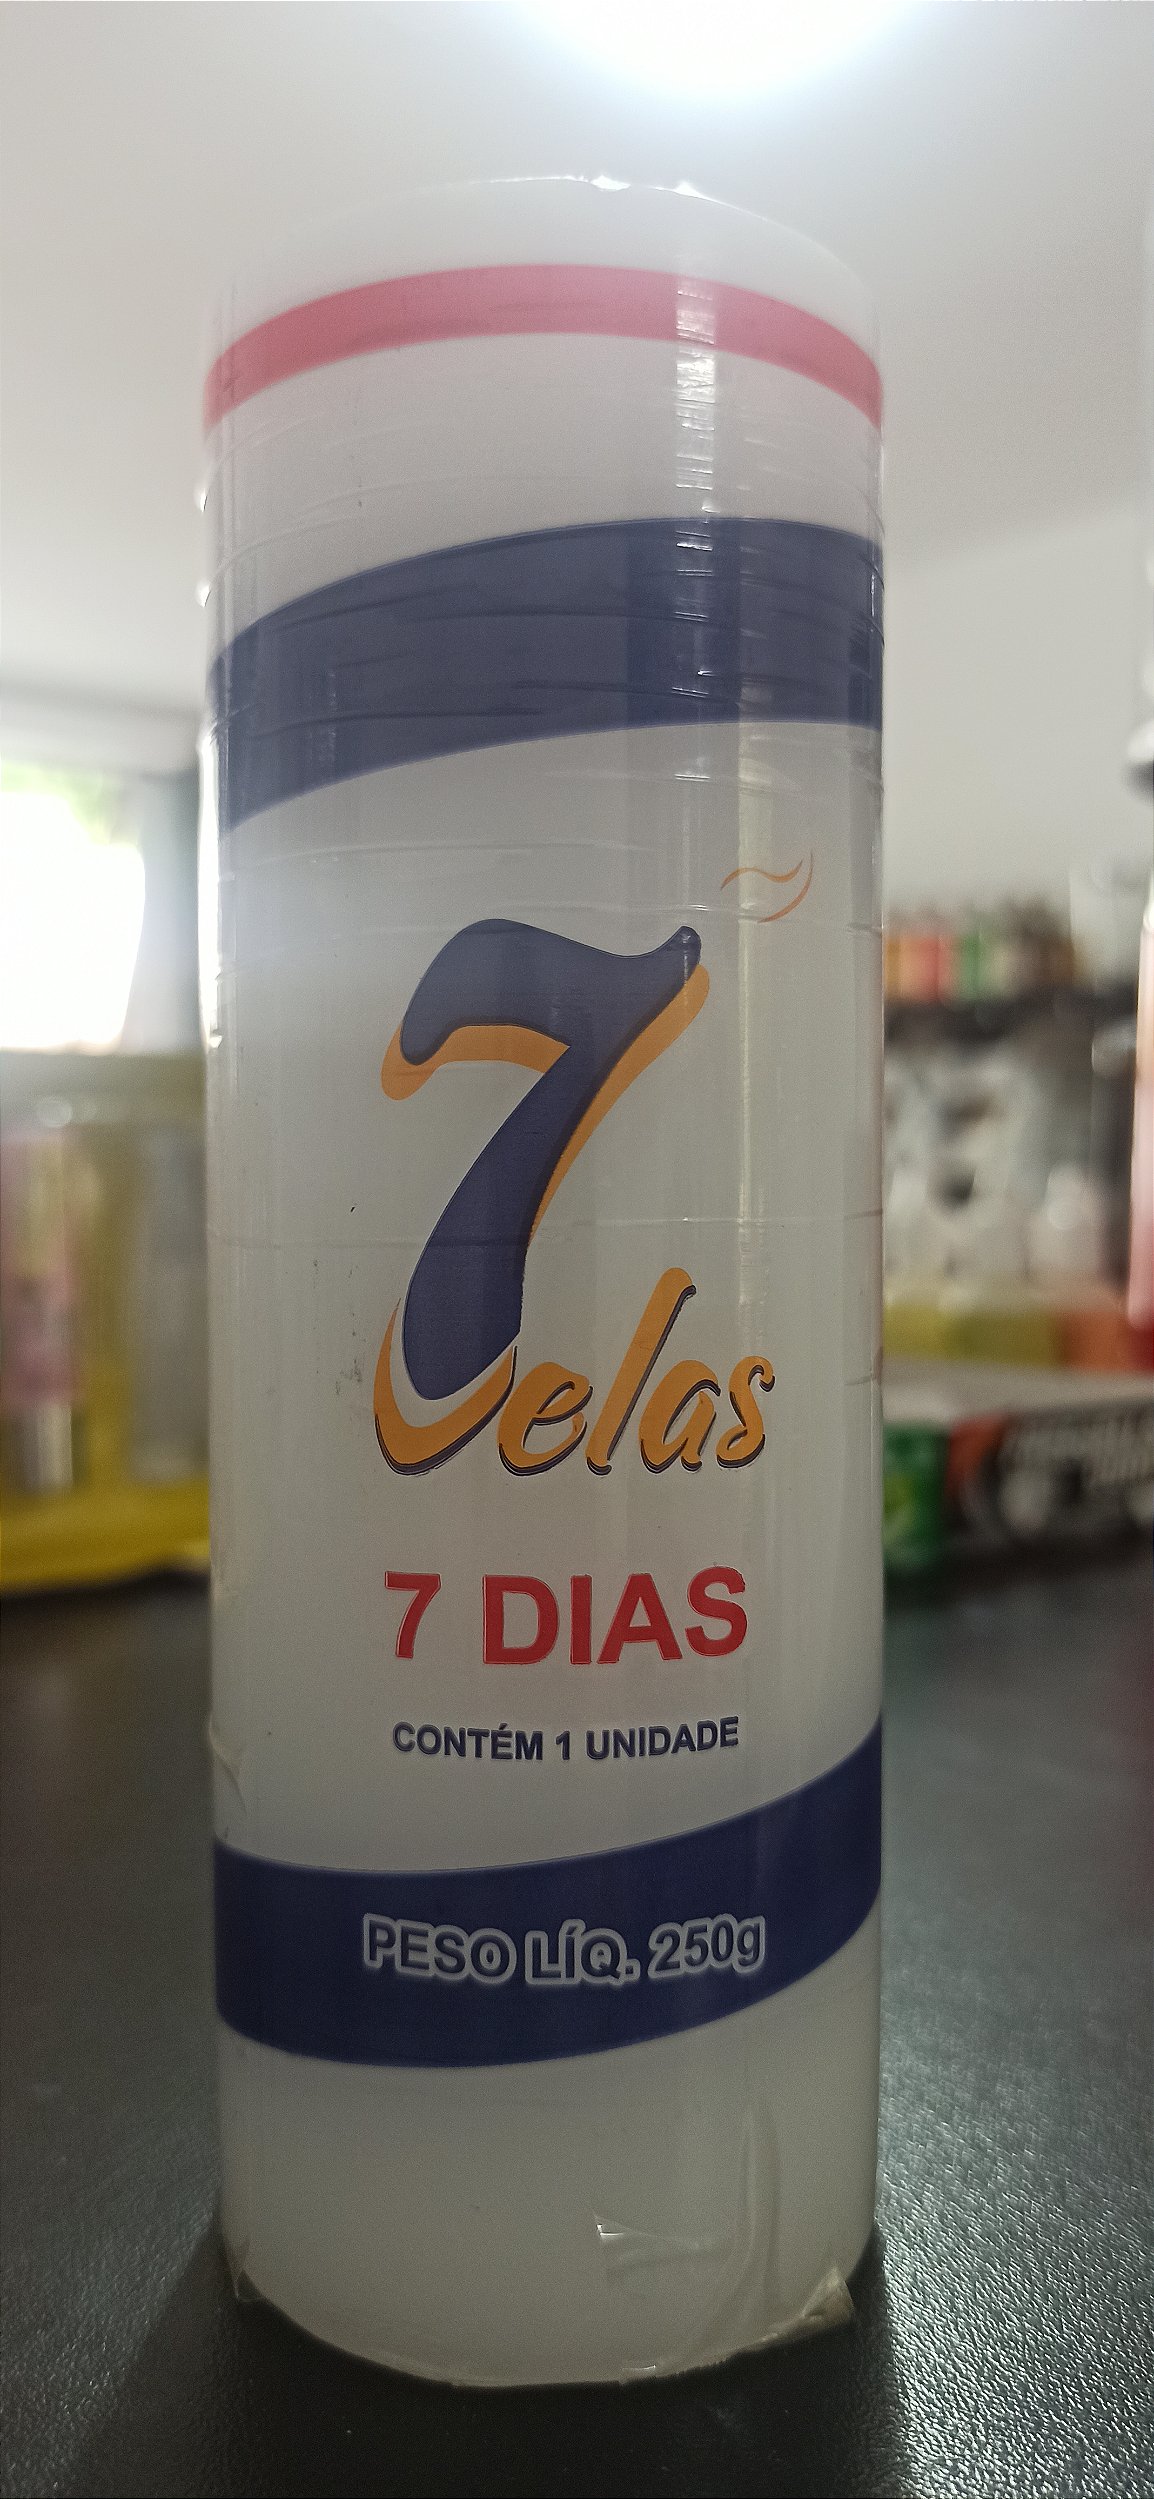 7
Velas
7 DIAS
CONTÉM 1 UNIDADE
PESO LÍQ. 250g